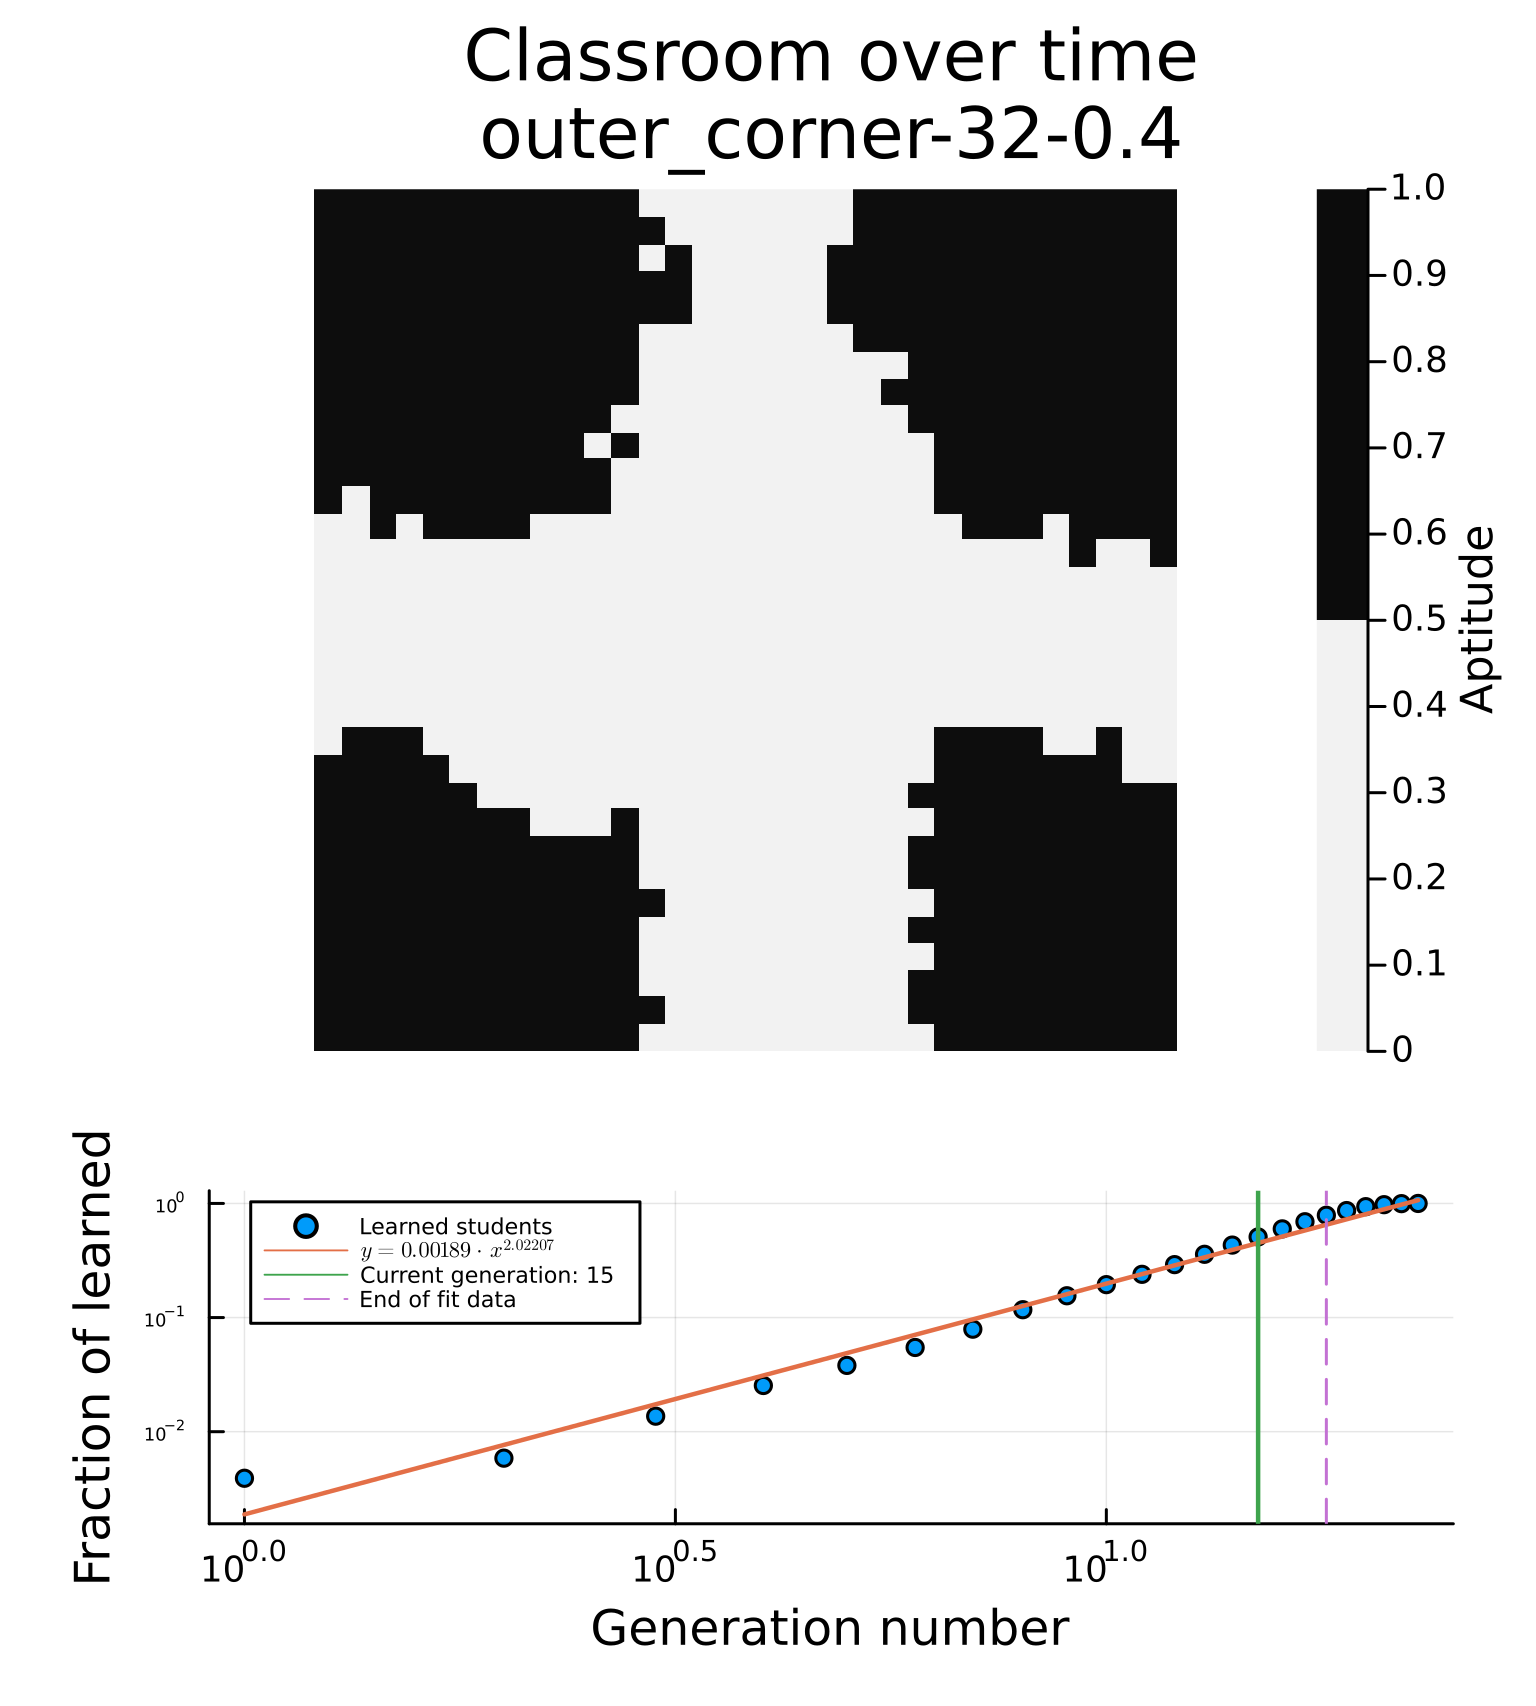 Classroom over time
outer_corner-32-0.4
1.0
0.9
0.8
0.7
0.6
0.5
0.4
0.3
0.2
0.1
0
Aptitude
Fraction of learned
10^0
10^−1
10^−2
Learned students
y = 0.00189 · x^2.02207
Current generation: 15
End of fit data
10^0.0
10^0.5
10^1.0
Generation number